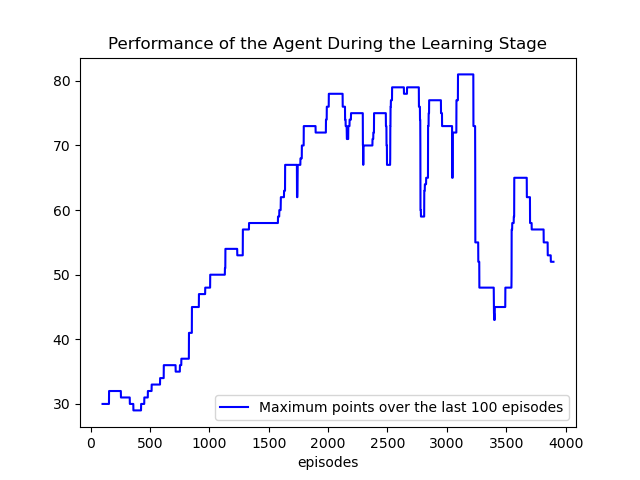 Performance of the Agent During the Learning Stage
80
70
60
50
40
30
Maximum points over the last 100 episodes
0 500 1000 1500 2000 2500 3000 3500 4000
episodes